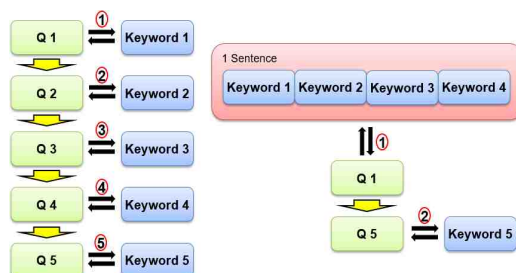 1
Q 1 Keyword 1
2
Q 2 Keyword 2
3
Q 3 Keyword 3
4
Q 4 Keyword 4
5
Q 5 Keyword 5
1 Sentence
Keyword 1 Keyword 2 Keyword 3 Keyword 4
1
Q 1
2
Q 5 Keyword 5